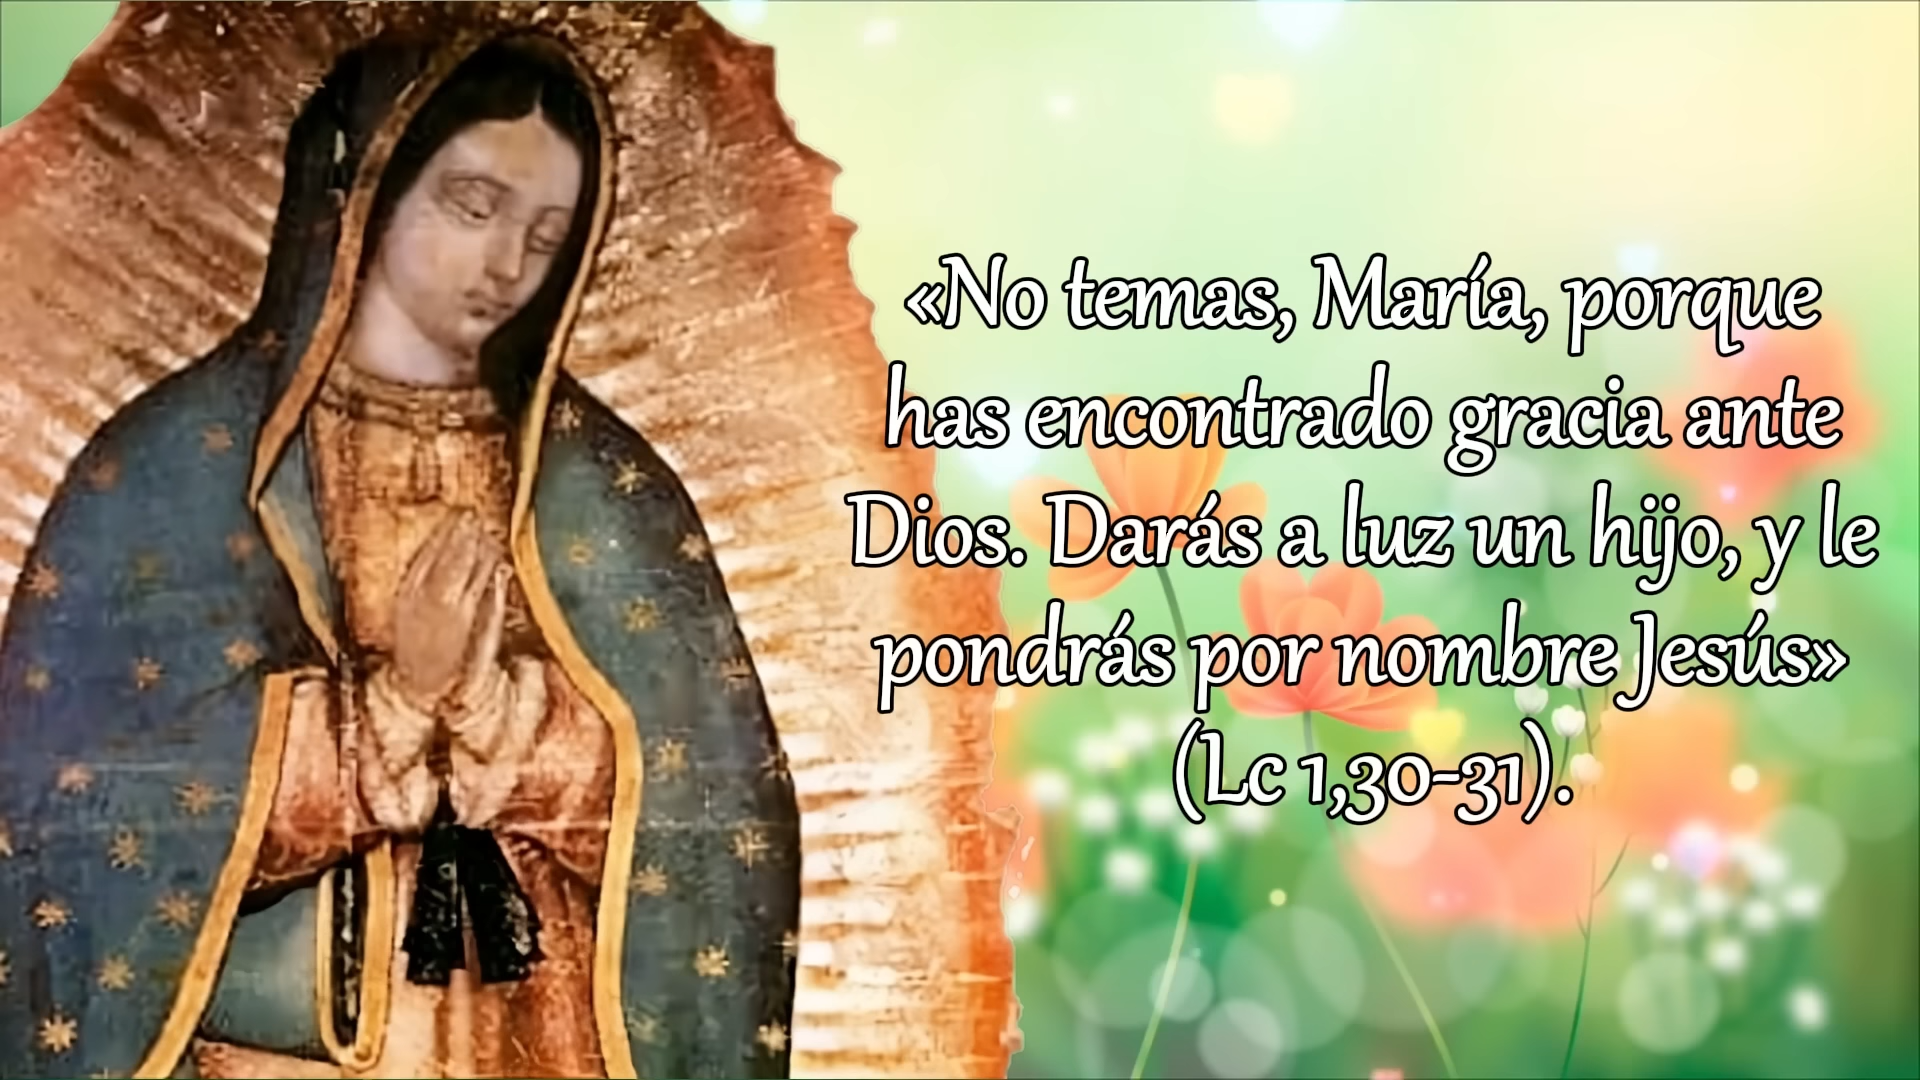 «No temas, María, porque
has encontrado gracia ante
Dios. Darás a luz un hijo, y le
pondrás por nombre Jesús»
(Lc 1,30-31).